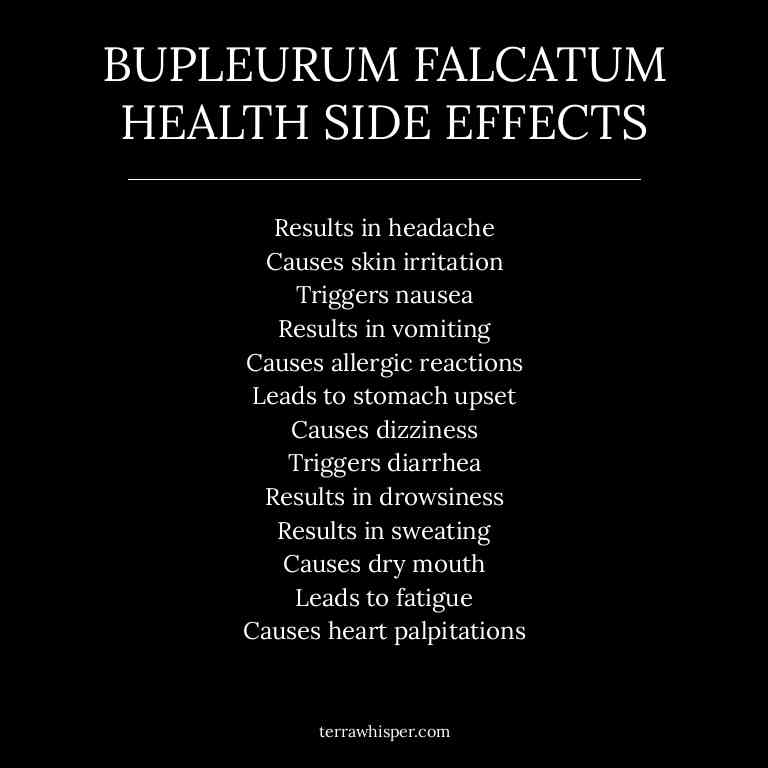 BUPLEURUM FALCATUM
HEALTH SIDE EFFECTS
Results in headache
Causes skin irritation
Triggers nausea
Results in vomiting
Causes allergic reactions
Leads to stomach upset
Causes dizziness
Triggers diarrhea
Results in drowsiness
Results in sweating
Causes dry mouth
Leads to fatigue
Causes heart palpitations
terrawhisper.com